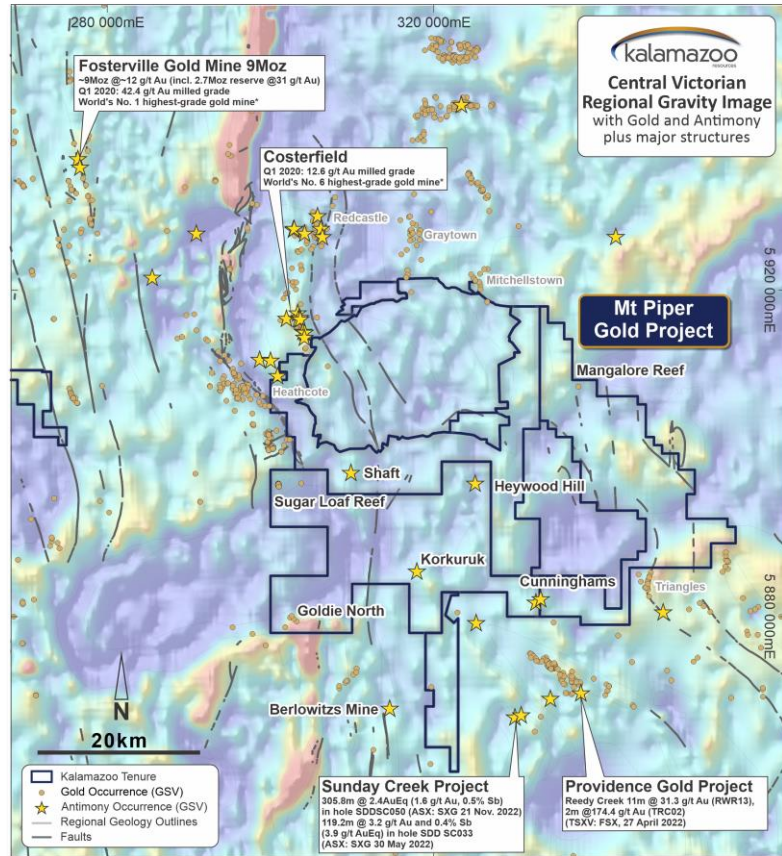 280 000mE
320 000mE
kalamazoo
resources
Central Victorian
Regional Gravity Image
with Gold and Antimony
plus major structures
Fosterville Gold Mine 9Moz
~9Moz @~12 g/t Au (incl. 2.7Moz reserve @31 g/t Au)
Q1 2020: 42.4 g/t Au milled grade
World's No. 1 highest-grade gold mine*
Costerfield
Q1 2020: 12.6 g/t Au milled grade
World's No. 6 highest-grade gold mine*
Redcastle
Graytown
Mitchellstown
5 920 000mE
Mt Piper
Gold Project
Mangalore Reef
Heathcote
Shaft
Heywood Hill
Sugar Loaf Reef
Korkuruk
Cunninghams
Triangles
5 880 000mE
Goldie North
N
20km
Berlowitzs Mine
Kalamazoo Tenure
Gold Occurrence (GSV)
Antimony Occurrence (GSV)
Regional Geology Outlines
Faults
Sunday Creek Project
305.8m @ 2.4AuEq (1.6 g/t Au, 0.5% Sb)
in hole SDDSC050 (ASX: SXG 21 Nov. 2022)
119.2m @ 3.2 g/t Au and 0.4% Sb
(3.9 g/t AuEq) in hole SDD SC033
(ASX: SXG 30 May 2022)
Providence Gold Project
Reedy Creek 11m @ 31.3 g/t Au (RWR13),
2m @174.4 g/t Au (TRC02)
(TSXV: FSX, 27 April 2022)